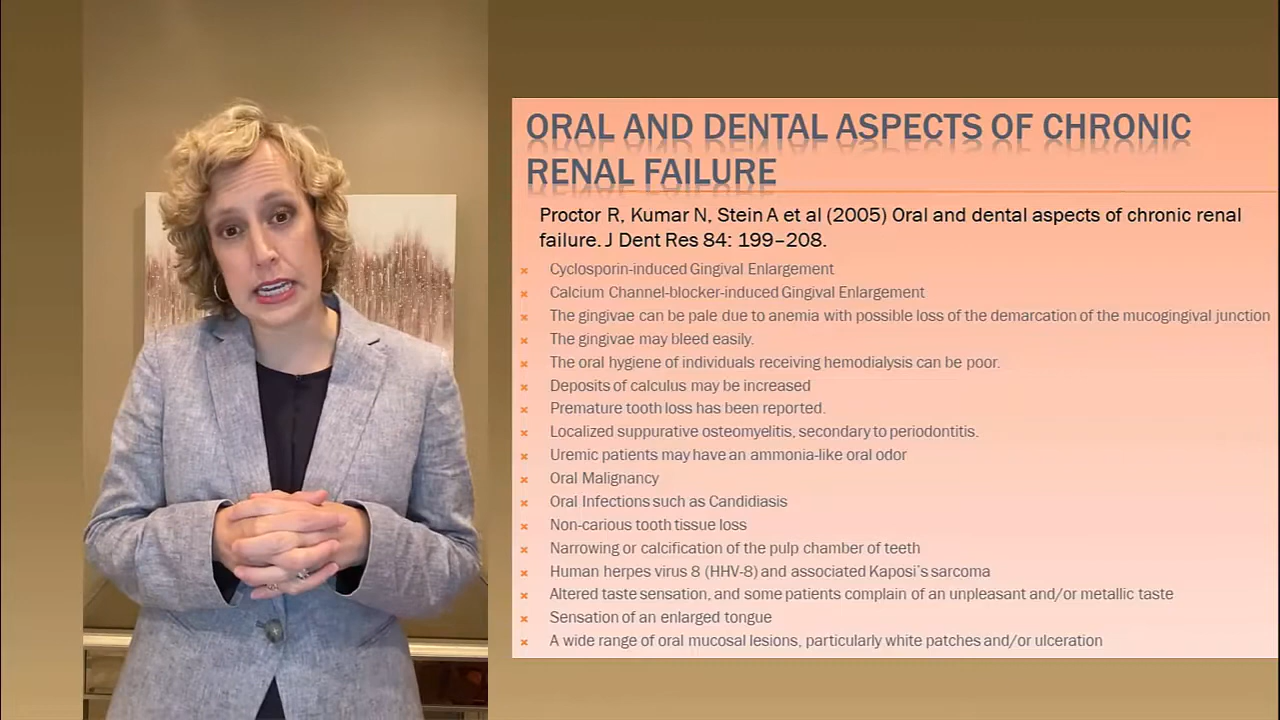 ORAL AND DENTAL ASPECTS OF CHRONIC
RENAL FAILURE
Proctor R, Kumar N, Stein A et al (2005) Oral and dental aspects of chronic renal
failure. J Dent Res 84: 199–208.
Cyclosporin-induced Gingival Enlargement
Calcium Channel-blocker-induced Gingival Enlargement
The gingivae can be pale due to anemia with possible loss of the demarcation of the mucogingival junction
The gingivae may bleed easily.
The oral hygiene of individuals receiving hemodialysis can be poor.
Deposits of calculus may be increased
Premature tooth loss has been reported.
Localized suppurative osteomyelitis, secondary to periodontitis.
Uremic patients may have an ammonia-like oral odor
Oral Malignancy
Oral Infections such as Candidiasis
Non-carious tooth tissue loss
Narrowing or calcification of the pulp chamber of teeth
Human herpes virus 8 (HHV-8) and associated Kaposi`s sarcoma
Altered taste sensation, and some patients complain of an unpleasant and/or metallic taste
Sensation of an enlarged tongue
A wide range of oral mucosal lesions, particularly white patches and/or ulceration